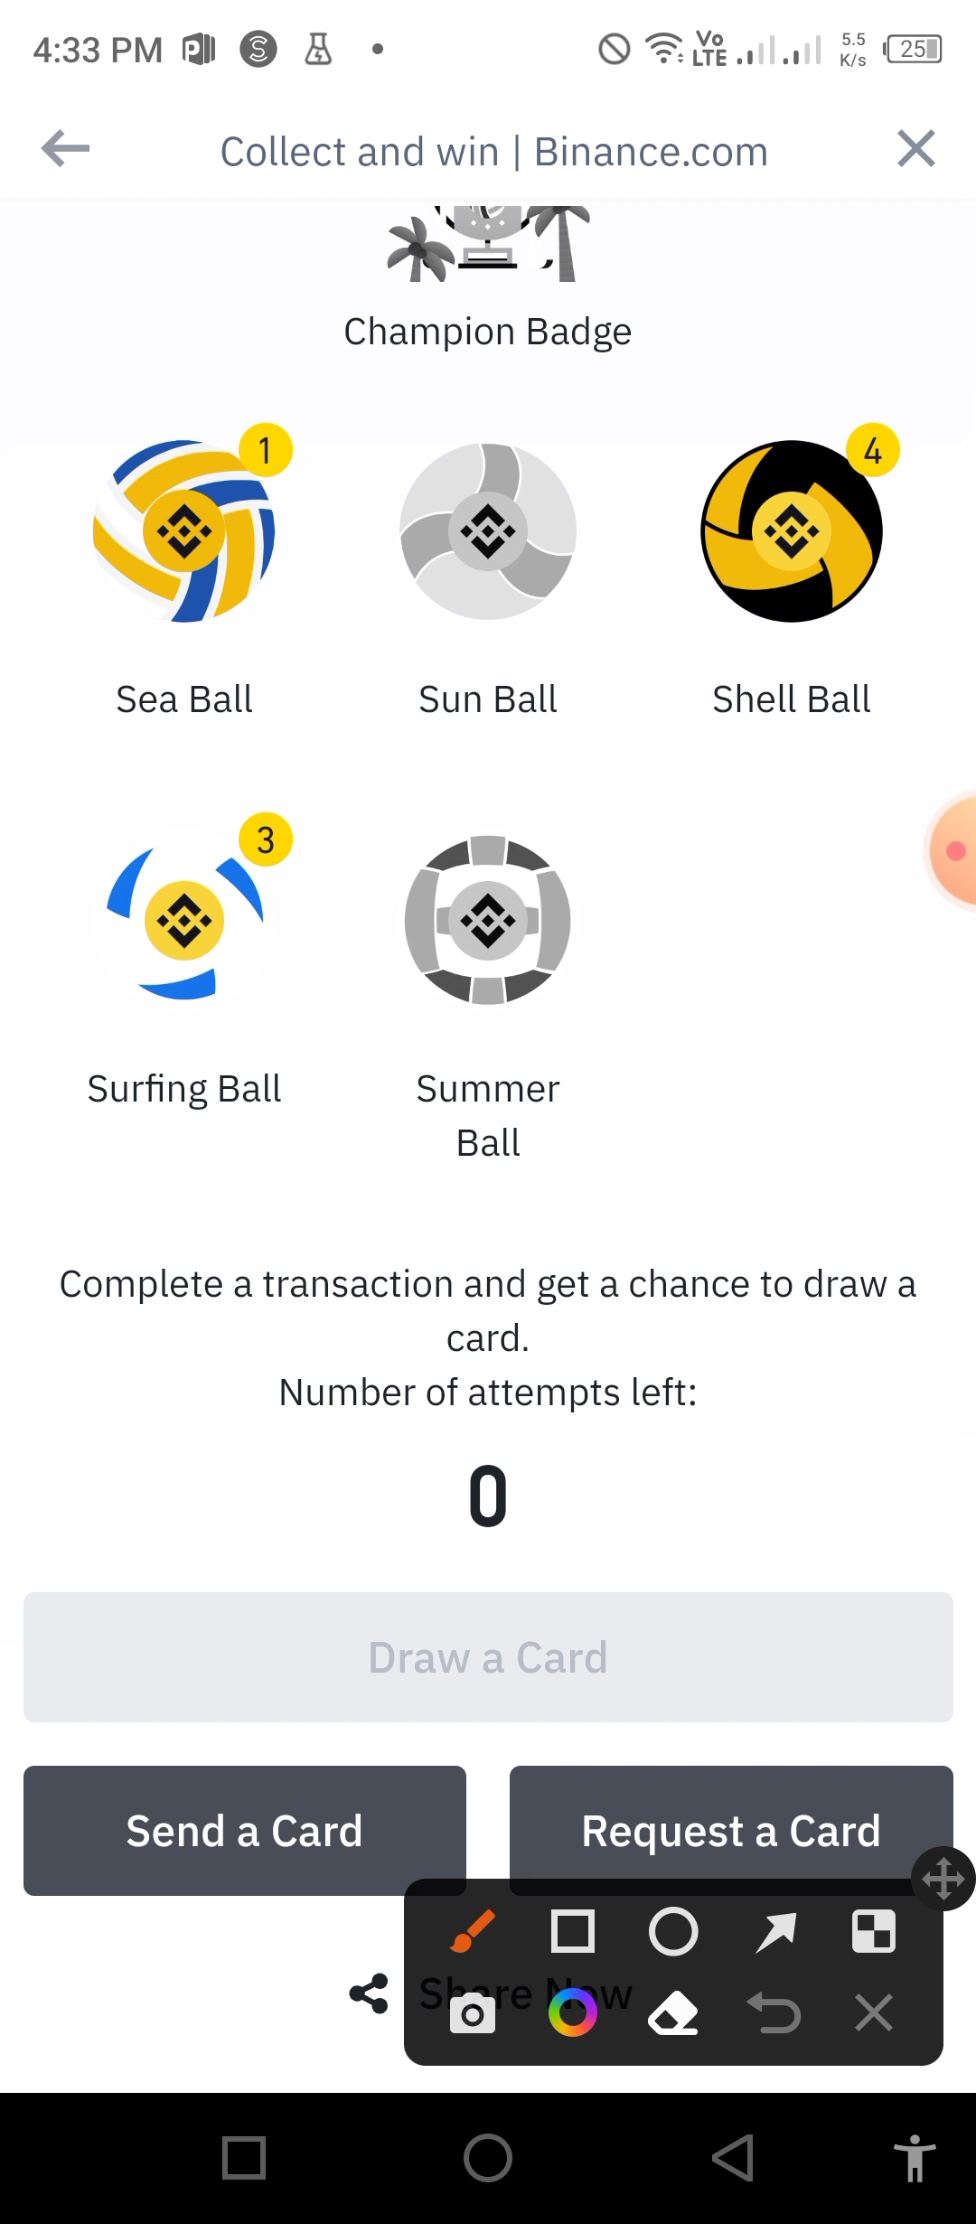 4:33 PM
Vo
LTE
5.5
K/s
25
Collect and win | Binance.com
Champion Badge
1
4
Sea Ball
Sun Ball
Shell Ball
3
Surfing Ball
Summer
Ball
Complete a transaction and get a chance to draw a
card.
Number of attempts left:
0
Draw a Card
Send a Card
Request a Card
Share Now